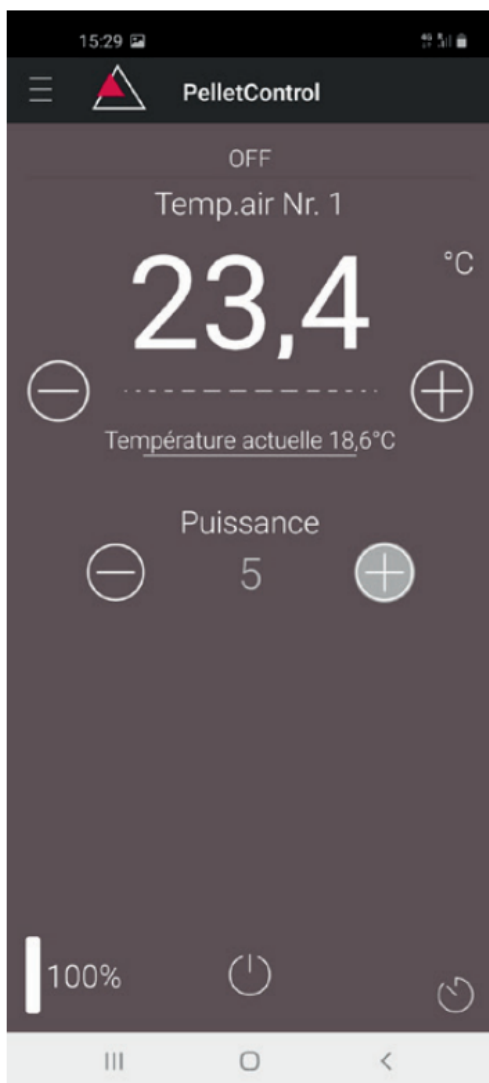 15:29
PelletControl
OFF
Temp.air Nr. 1
23,4 °C
Température actuelle 18,6°C
Puissance
5
100%